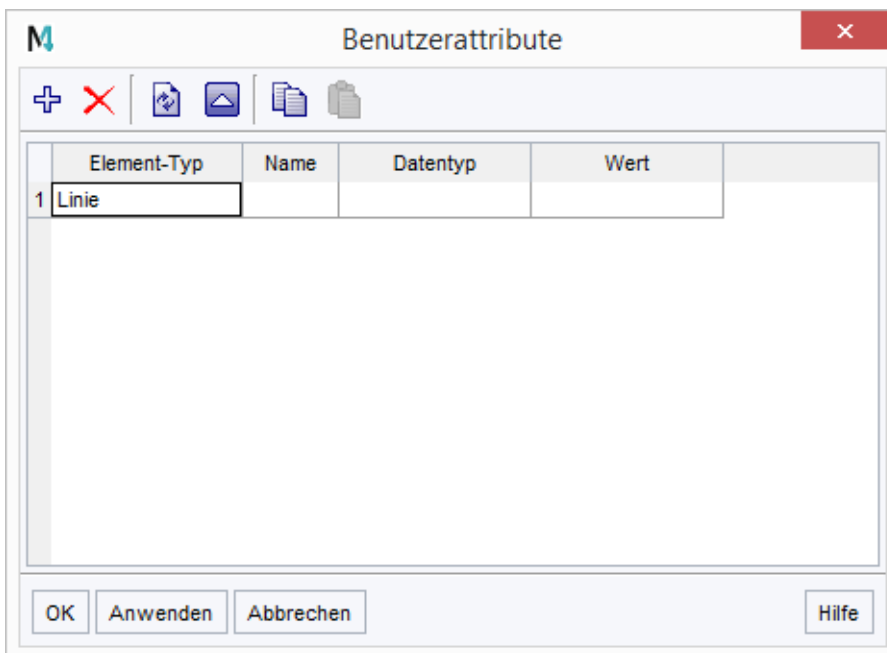 M Benutzerattribute
Element-Typ Name Datentyp Wert
1 Linie
OK Anwenden Abbrechen Hilfe